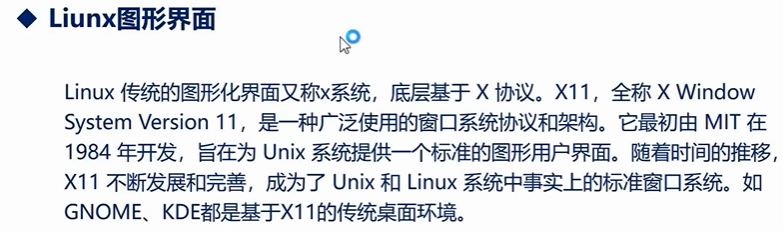 ◆ Liunx图形界面
Linux 传统的图形化界面又称x系统，底层基于 X 协议。X11，全称 X Window
System Version 11，是一种广泛使用的窗口系统协议和架构。它最初由 MIT 在
1984 年开发，旨在为 Unix 系统提供一个标准的图形用户界面。随着时间的推移，
X11 不断发展和完善，成为了 Unix 和 Linux 系统中事实上的标准窗口系统。如
GNOME、KDE都是基于X11的传统桌面环境。